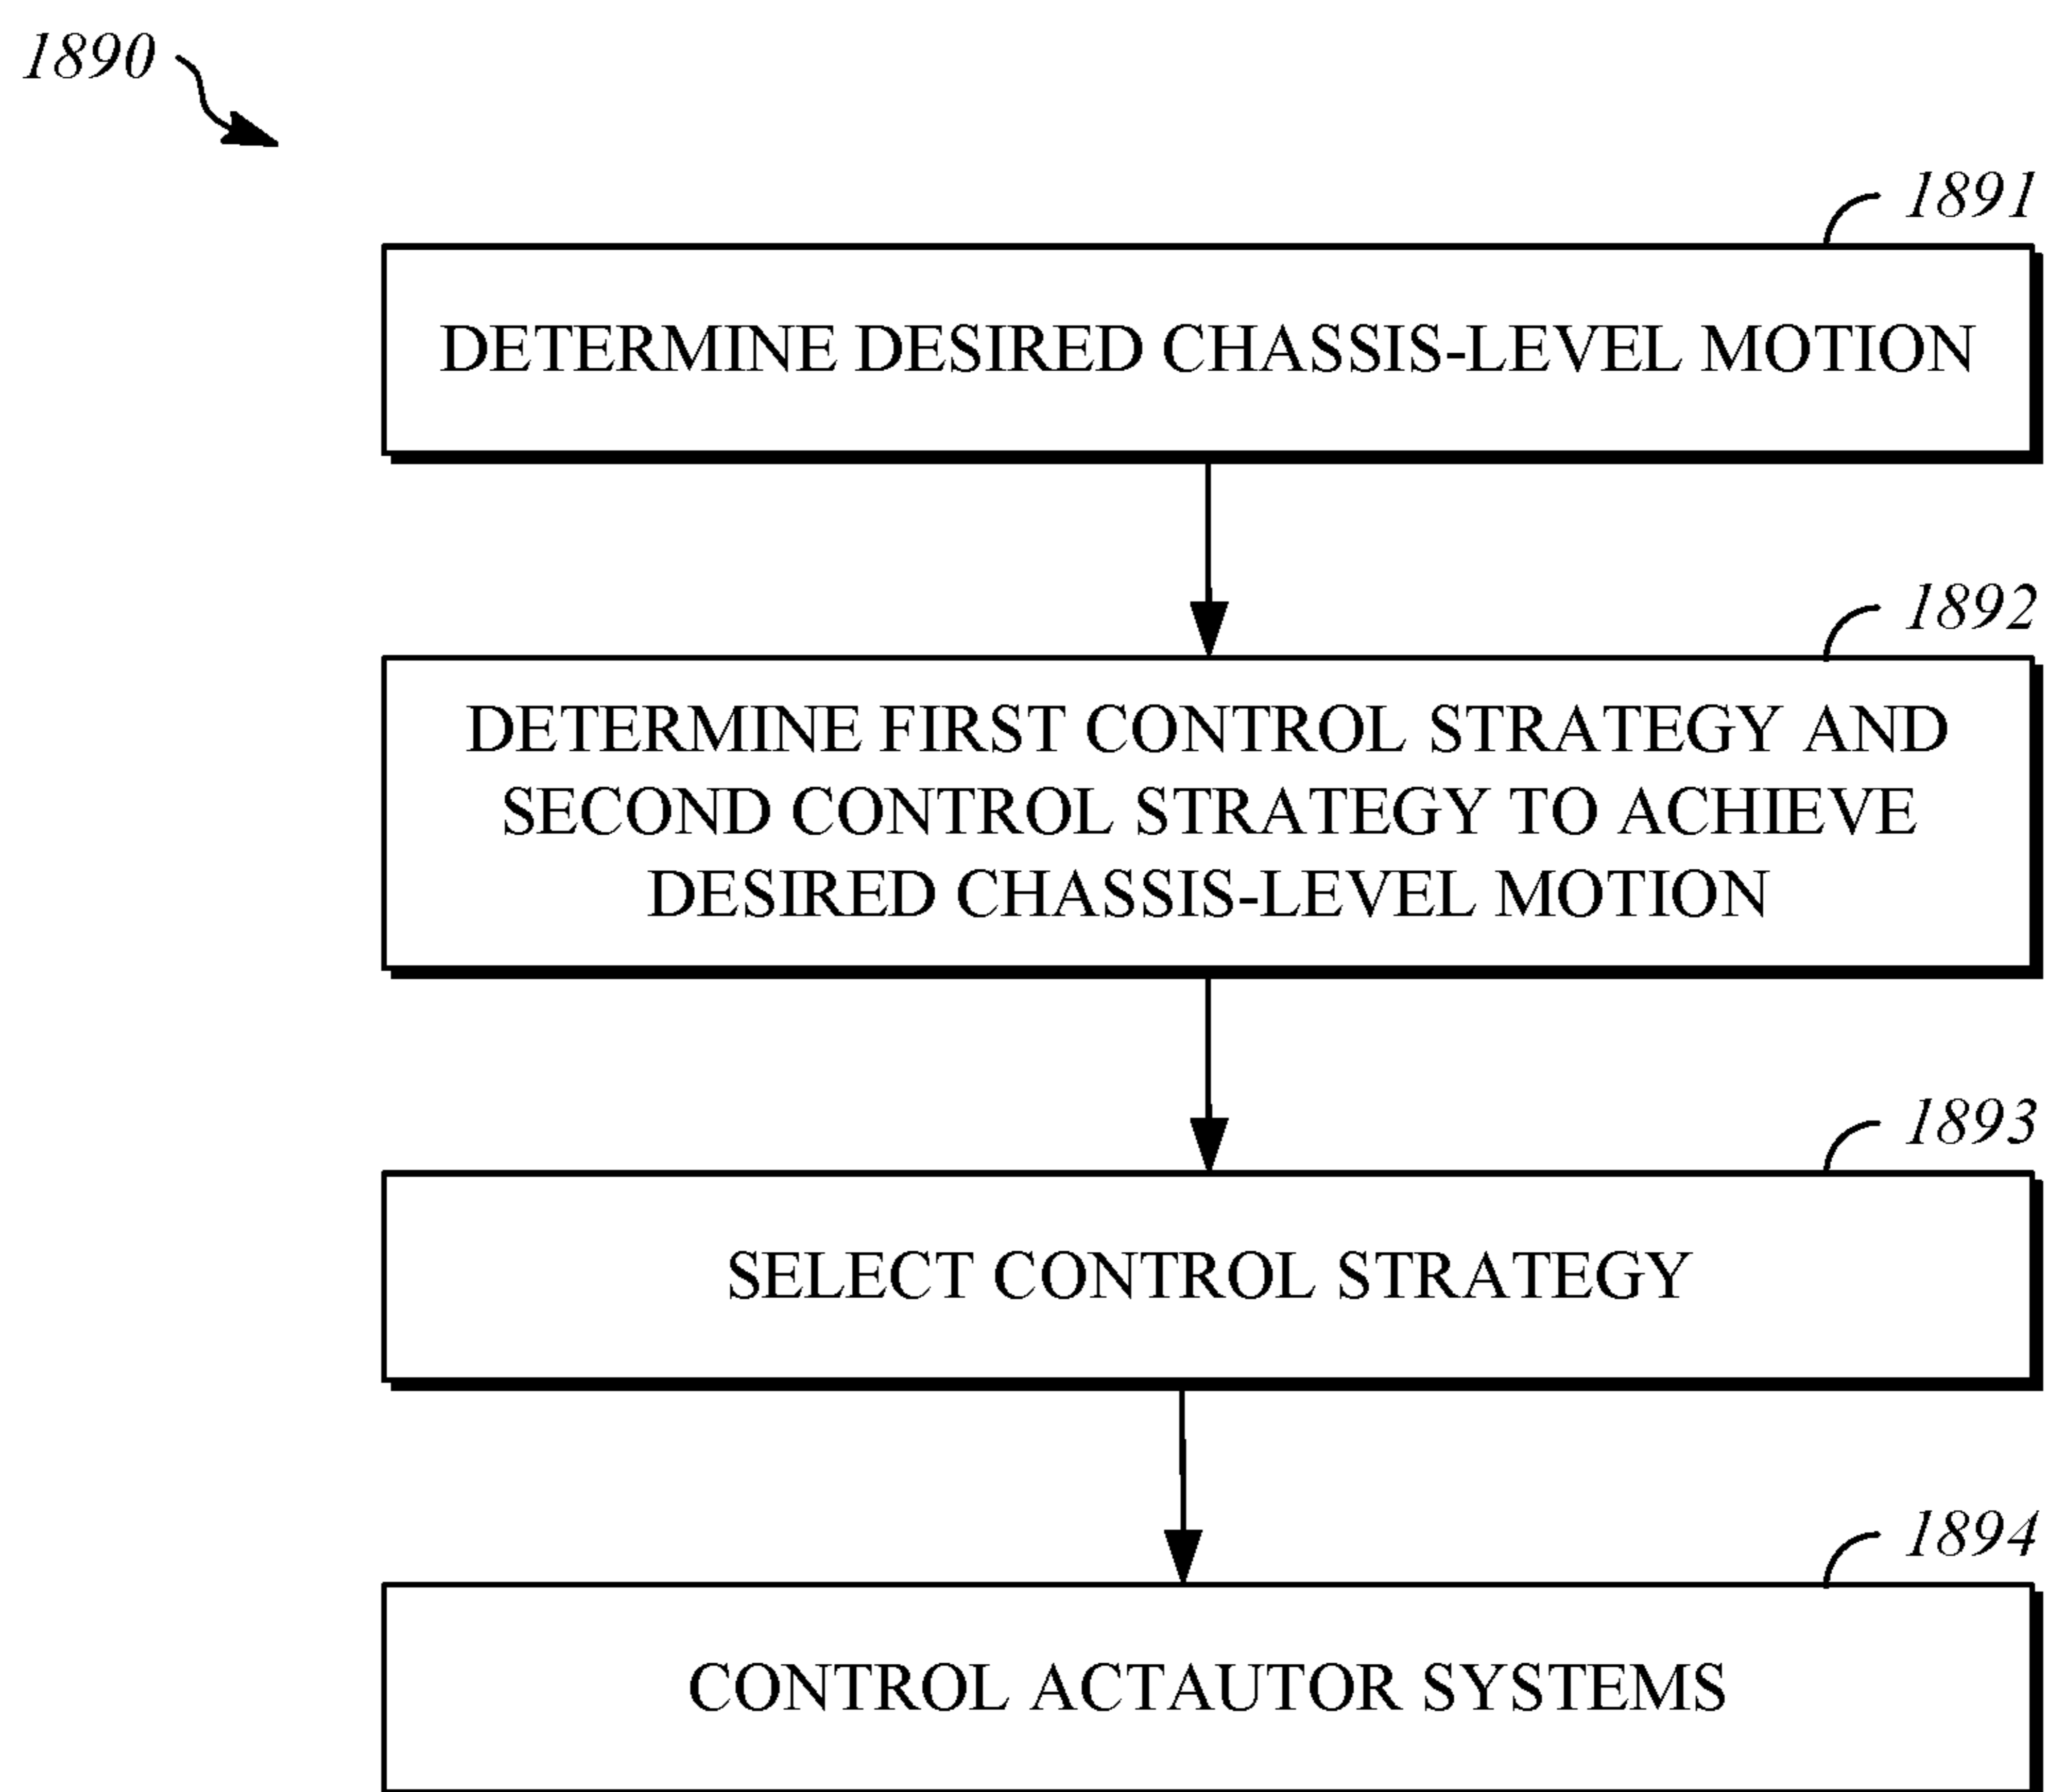 1890
1891
DETERMINE DESIRED CHASSIS-LEVEL MOTION
1892
DETERMINE FIRST CONTROL STRATEGY AND
SECOND CONTROL STRATEGY TO ACHIEVE
DESIRED CHASSIS-LEVEL MOTION
1893
SELECT CONTROL STRATEGY
1894
CONTROL ACTAUTOR SYSTEMS